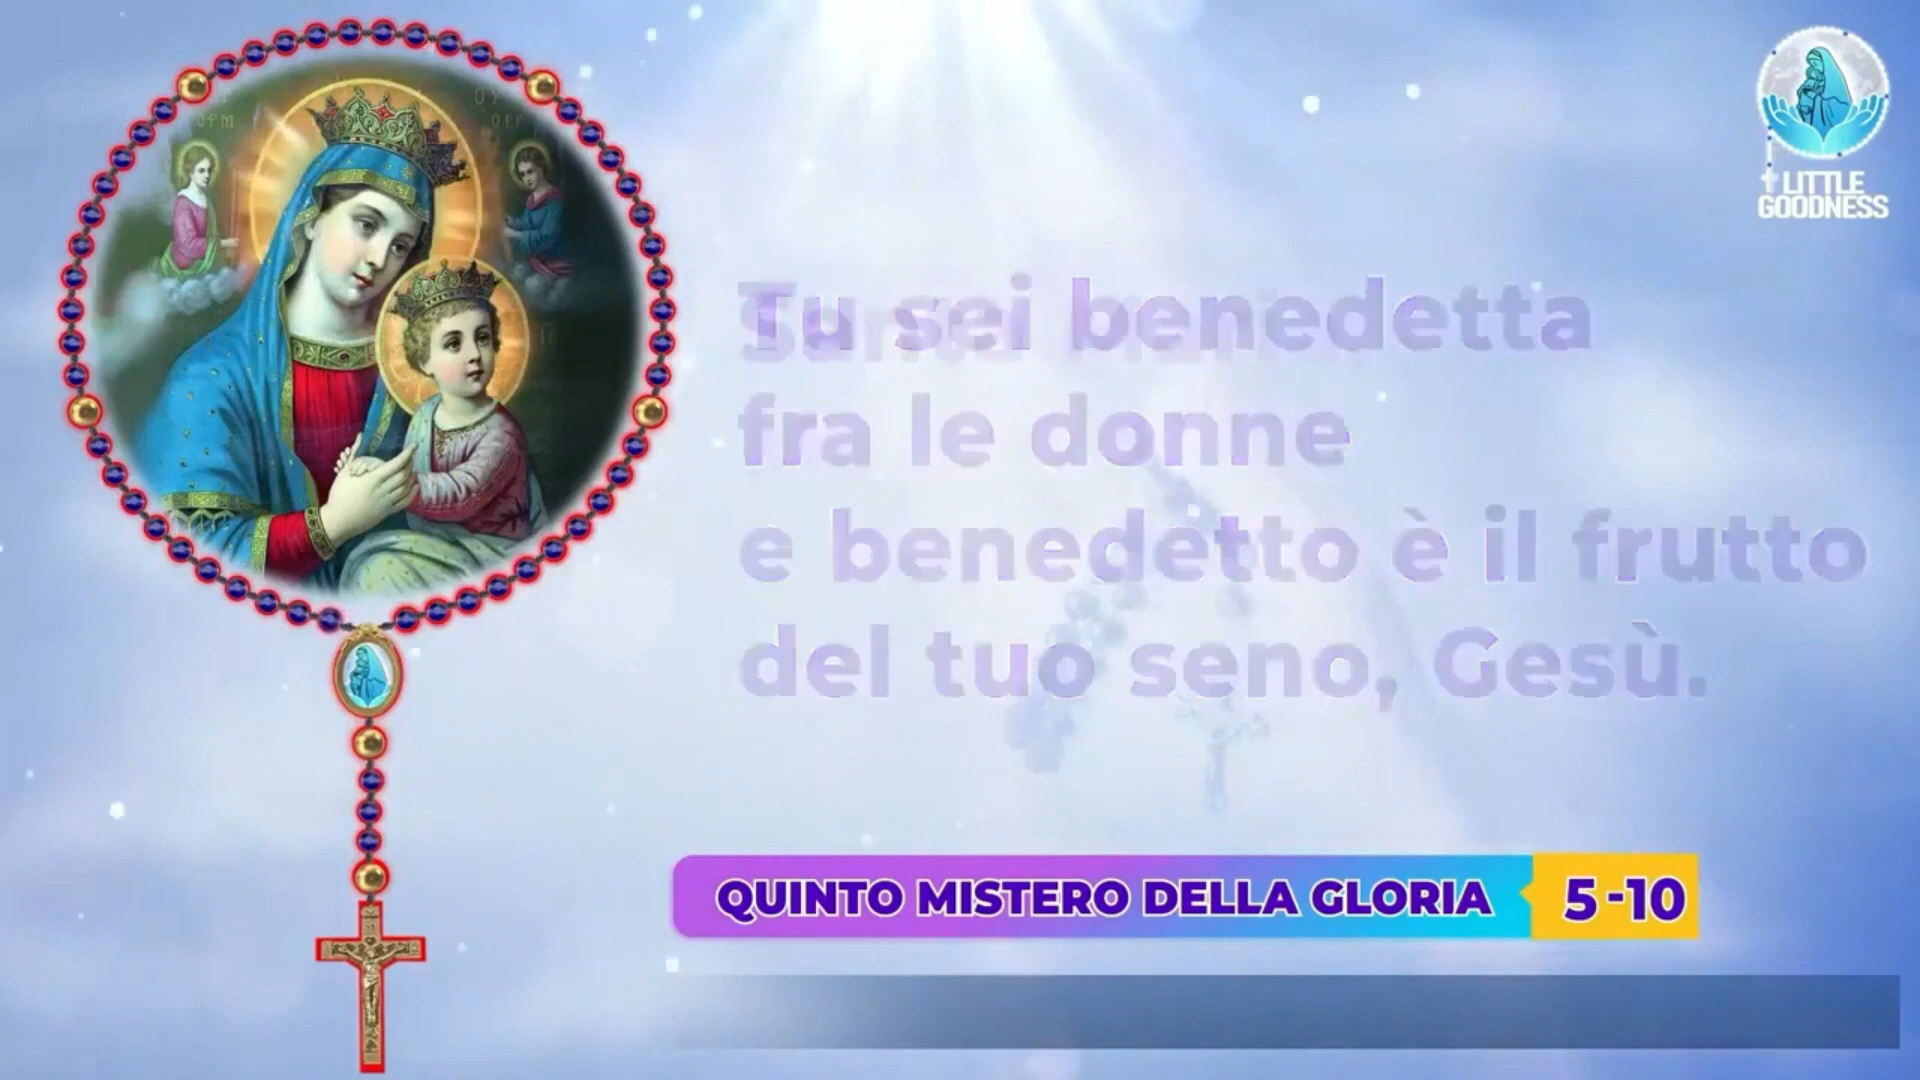 LITTLE
GOODNESS
Tu sei benedetta
fra le donne
e benedetto è il frutto
del tuo seno, Gesù.
QUINTO MISTERO DELLA GLORIA
5-10